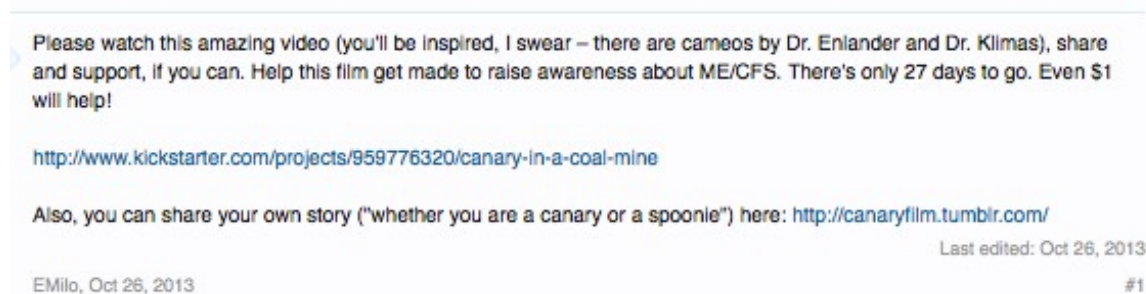 Please watch this amazing video (you'll be inspired, I swear – there are cameos by Dr. Enlander and Dr. Klimas), share
and support, if you can. Help this film get made to raise awareness about ME/CFS. There's only 27 days to go. Even $1
will help!
http://www.kickstarter.com/projects/959776320/canary-in-a-coal-mine
Also, you can share your own story ("whether you are a canary or a spoonie") here: http://canaryfilm.tumblr.com/
Last edited: Oct 26, 2013
EMilo, Oct 26, 2013 #1